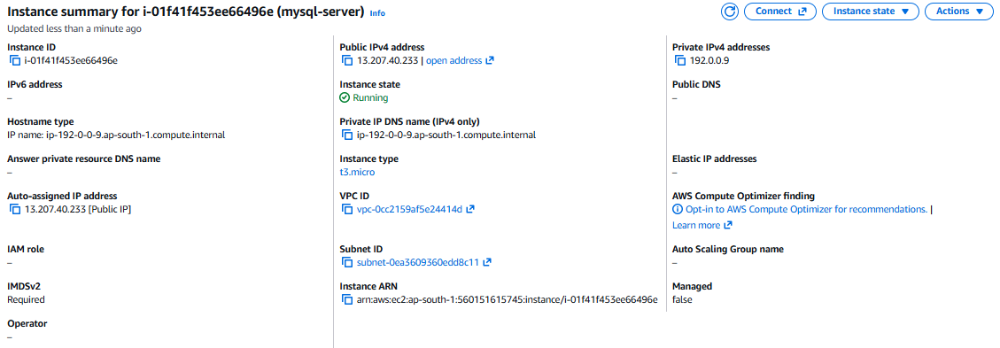 Instance summary for i-01f41f453ee66496e (mysql-server) Info
Connect
Instance state
Actions
Updated less than a minute ago
Instance ID
i-01f41f453ee66496e
Public IPv4 address
13.207.40.233 | open address
Private IPv4 addresses
192.0.0.9
IPv6 address
–
Instance state
Running
Public DNS
–
Hostname type
IP name: ip-192-0-0-9.ap-south-1.compute.internal
Private IP DNS name (IPv4 only)
ip-192-0-0-9.ap-south-1.compute.internal
Answer private resource DNS name
–
Instance type
t3.micro
Elastic IP addresses
–
Auto-assigned IP address
13.207.40.233 [Public IP]
VPC ID
vpc-0cc2159af5e24414d
AWS Compute Optimizer finding
Opt-in to AWS Compute Optimizer for recommendations. |
Learn more
IAM role
–
Subnet ID
subnet-0ea3609360edd8c11
Auto Scaling Group name
–
IMDSv2
Required
Instance ARN
arn:aws:ec2:ap-south-1:560151615745:instance/i-01f41f453ee66496e
Managed
false
Operator
–